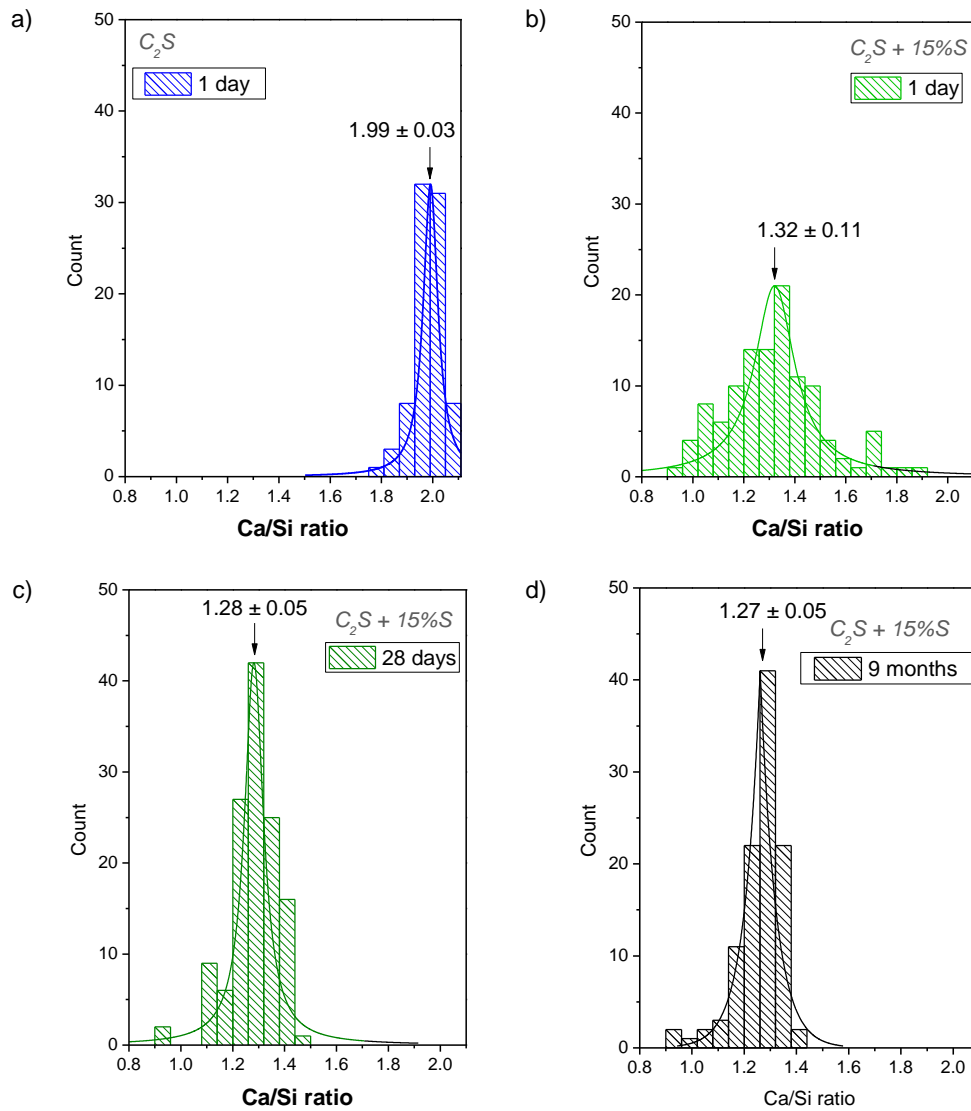 a)
C₂S
1 day
1.99 ± 0.03
50
40
30
20
10
0
Count
0.8 1.0 1.2 1.4 1.6 1.8 2.0
Ca/Si ratio
b)
C₂S + 15%S
1 day
1.32 ± 0.11
50
40
30
20
10
0
Count
0.8 1.0 1.2 1.4 1.6 1.8 2.0
Ca/Si ratio
c)
1.28 ± 0.05
C₂S + 15%S
28 days
50
40
30
20
10
0
Count
0.8 1.0 1.2 1.4 1.6 1.8 2.0
Ca/Si ratio
d)
1.27 ± 0.05
C₂S + 15%S
9 months
50
40
30
20
10
0
Count
0.8 1.0 1.2 1.4 1.6 1.8 2.0
Ca/Si ratio